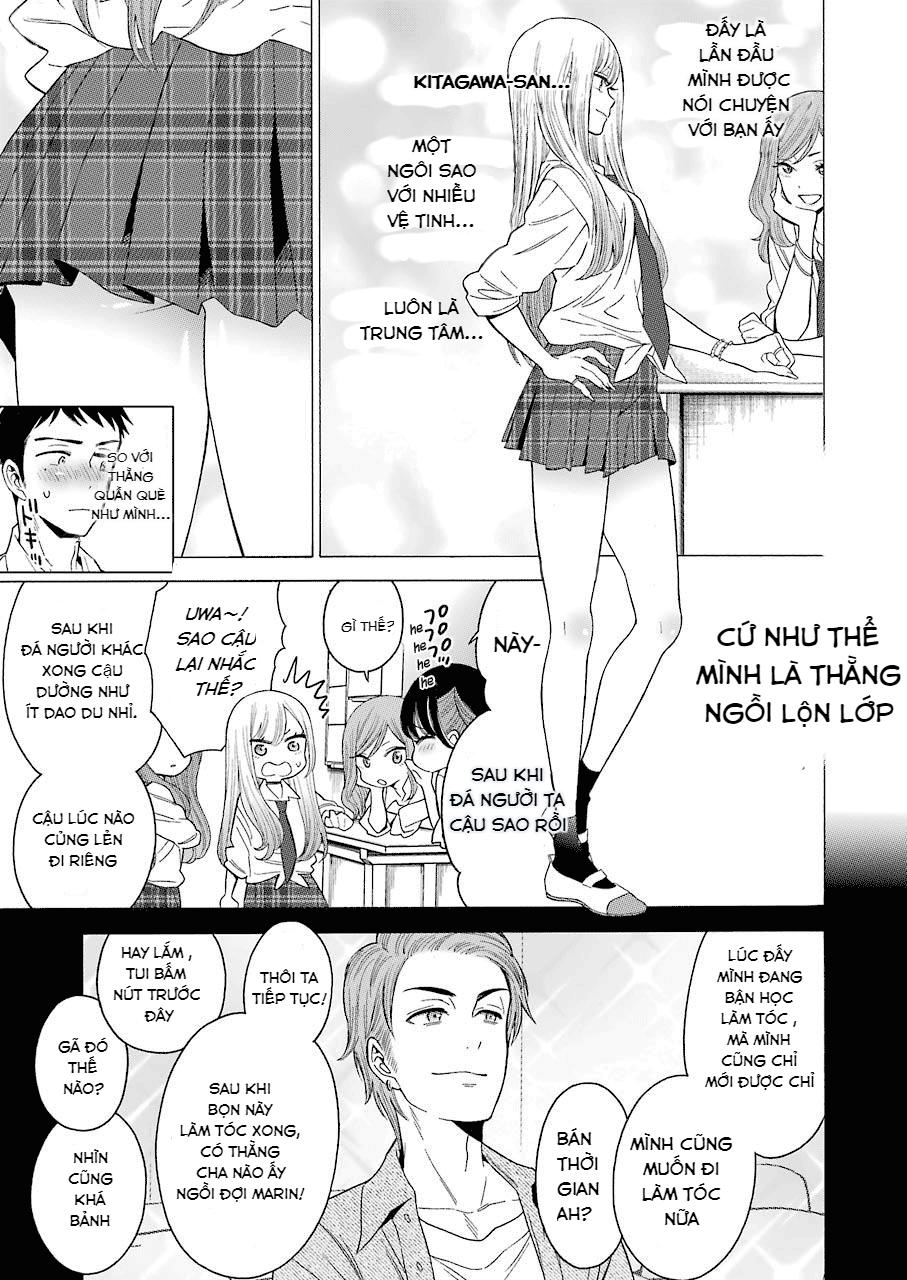 ĐẤY LÀ
LẦN ĐẦU
MÌNH ĐƯỢC
NÓI CHUYỆN
VỚI BẠN ẤY
KITAGAWA-SAN...
MỘT
NGÔI SAO
VỚI NHIỀU
VỆ TINH...
LUÔN LÀ
TRUNG TÂM...
SO VỚI
THẰNG
QUẦN QUÈ
NHƯ MÌNH...
ドキ
CỨ NHƯ THỂ
MÌNH LÀ THẰNG
NGỒI LỘN LỚP
NÀY-
SAU KHI
ĐÁ NGƯỜI TA
CẬU SAO RỒI
he
he
he
he
he
GÌ THẾ?
UWA~!
SAO CẬU
LẠI NHẮC
THẾ?
SAU KHI
ĐÁ NGƯỜI KHÁC
XONG CẬU
DƯỜNG NHƯ
ÍT DAO DU NHỈ.
CẬU LÚC NÀO
CỦNG LẺN
ĐI RIÊNG
LÚC ĐẤY
MÌNH ĐANG
BẬN HỌC
LÀM TÓC ,
MÀ MÌNH
CŨNG CHỈ
MỚI ĐƯỢC CHỈ
MÌNH CŨNG
MUỐN ĐI
LÀM TÓC
NỮA
BÁN
THỜI
GIAN
AH?
THÔI TA
TIẾP TỤC!
SAU KHI
BỌN NÀY
LÀM TÓC XONG,
CÓ THẰNG
CHA NÀO ẤY
NGỒI ĐỢI MARIN!
HAY LẮM ,
TUI BẤM
NÚT TRƯỚC
ĐÂY
GÃ ĐÓ
THẾ
NÀO?
NHÌN
CŨNG KHÁ
BẢNH